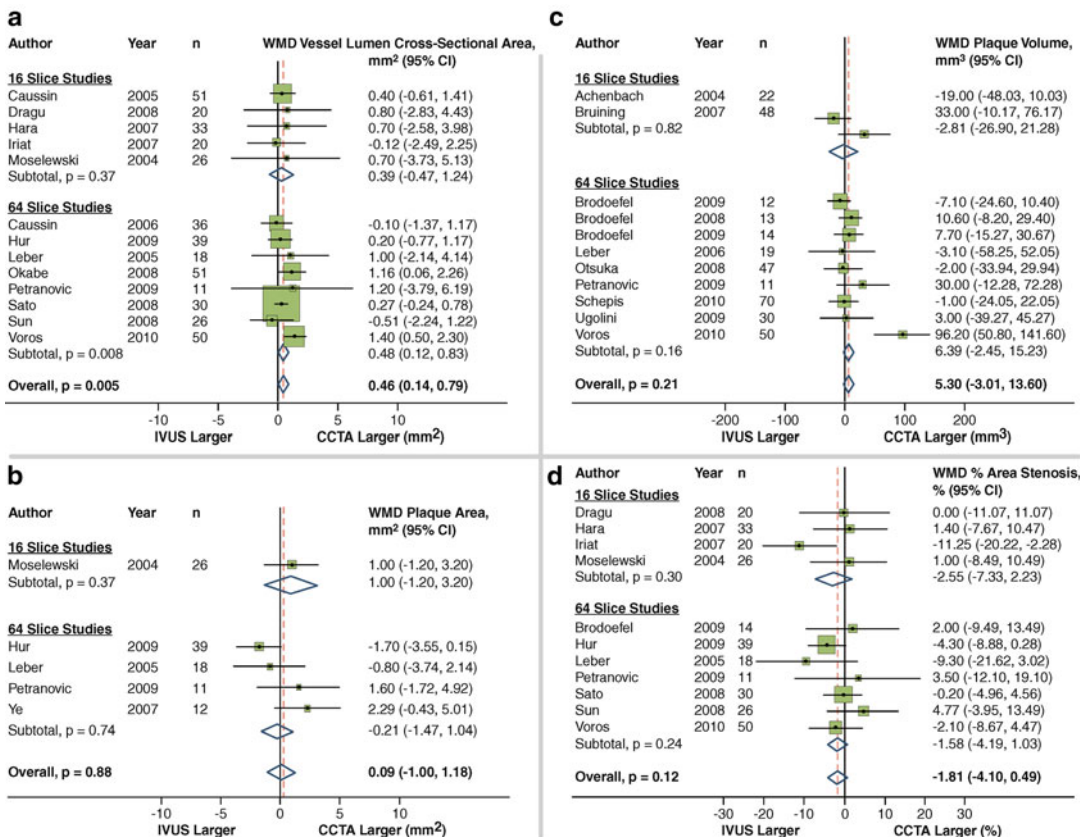 a
Author Year n WMD Vessel Lumen Cross-Sectional Area, mm² (95% CI)
16 Slice Studies
Caussin 2005 51 0.40 (-0.61, 1.41)
Dragu 2008 20 0.80 (-2.83, 4.43)
Hara 2007 33 0.70 (-2.58, 3.98)
Iriat 2007 20 -0.12 (-2.49, 2.25)
Moselewski 2004 26 0.70 (-3.73, 5.13)
Subtotal, p = 0.37 0.39 (-0.47, 1.24)
64 Slice Studies
Caussin 2006 36 -0.10 (-1.37, 1.17)
Hur 2009 39 0.20 (-0.77, 1.17)
Leber 2005 18 1.00 (-2.14, 4.14)
Okabe 2008 51 1.16 (0.06, 2.26)
Petranovic 2009 11 1.20 (-3.79, 6.19)
Sato 2008 30 0.27 (-0.24, 0.78)
Sun 2008 26 -0.51 (-2.24, 1.22)
Voros 2010 50 1.40 (0.50, 2.30)
Subtotal, p = 0.008 0.48 (0.12, 0.83)
Overall, p = 0.005 0.46 (0.14, 0.79)
-10 -5 0 5 10
IVUS Larger CCTA Larger (mm²)
b
Author Year n WMD Plaque Area, mm² (95% CI)
16 Slice Studies
Moselewski 2004 26 1.00 (-1.20, 3.20)
Subtotal, p = 0.37 1.00 (-1.20, 3.20)
64 Slice Studies
Hur 2009 39 -1.70 (-3.55, 0.15)
Leber 2005 18 -0.80 (-3.74, 2.14)
Petranovic 2009 11 1.60 (-1.72, 4.92)
Ye 2007 12 2.29 (-0.43, 5.01)
Subtotal, p = 0.74 -0.21 (-1.47, 1.04)
Overall, p = 0.88 0.09 (-1.00, 1.18)
-10 -5 0 5 10
IVUS Larger CCTA Larger (mm²)
c
Author Year n WMD Plaque Volume, mm³ (95% CI)
16 Slice Studies
Achenbach 2004 22 -19.00 (-48.03, 10.03)
Bruining 2007 48 33.00 (-10.17, 76.17)
Subtotal, p = 0.82 -2.81 (-26.90, 21.28)
64 Slice Studies
Brodoefel 2009 12 -7.10 (-24.60, 10.40)
Brodoefel 2008 13 10.60 (-8.20, 29.40)
Brodoefel 2009 14 7.70 (-15.27, 30.67)
Leber 2006 19 -3.10 (-58.25, 52.05)
Otsuka 2008 47 -2.00 (-33.94, 29.94)
Petranovic 2009 11 30.00 (-12.28, 72.28)
Schepis 2010 70 -1.00 (-24.05, 22.05)
Ugolini 2009 30 3.00 (-39.27, 45.27)
Voros 2010 50 96.20 (50.80, 141.60)
Subtotal, p = 0.16 6.39 (-2.45, 15.23)
Overall, p = 0.21 5.30 (-3.01, 13.60)
-200 -100 0 100 200
IVUS Larger CCTA Larger (mm³)
d
Author Year n WMD % Area Stenosis, % (95% CI)
16 Slice Studies
Dragu 2008 20 0.00 (-11.07, 11.07)
Hara 2007 33 1.40 (-7.67, 10.47)
Iriat 2007 20 -11.25 (-20.22, -2.28)
Moselewski 2004 26 1.00 (-8.49, 10.49)
Subtotal, p = 0.30 -2.55 (-7.33, 2.23)
64 Slice Studies
Brodoefel 2009 14 2.00 (-9.49, 13.49)
Hur 2009 39 -4.30 (-8.88, 0.28)
Leber 2005 18 -9.30 (-21.62, 3.02)
Petranovic 2009 11 3.50 (-12.10, 19.10)
Sato 2008 30 -0.20 (-4.96, 4.56)
Sun 2008 26 4.77 (-3.95, 13.49)
Voros 2010 50 -2.10 (-8.67, 4.47)
Subtotal, p = 0.24 -1.58 (-4.19, 1.03)
Overall, p = 0.12 -1.81 (-4.10, 0.49)
-30 -20 -10 0 10 20 30
IVUS Larger CCTA Larger (%)